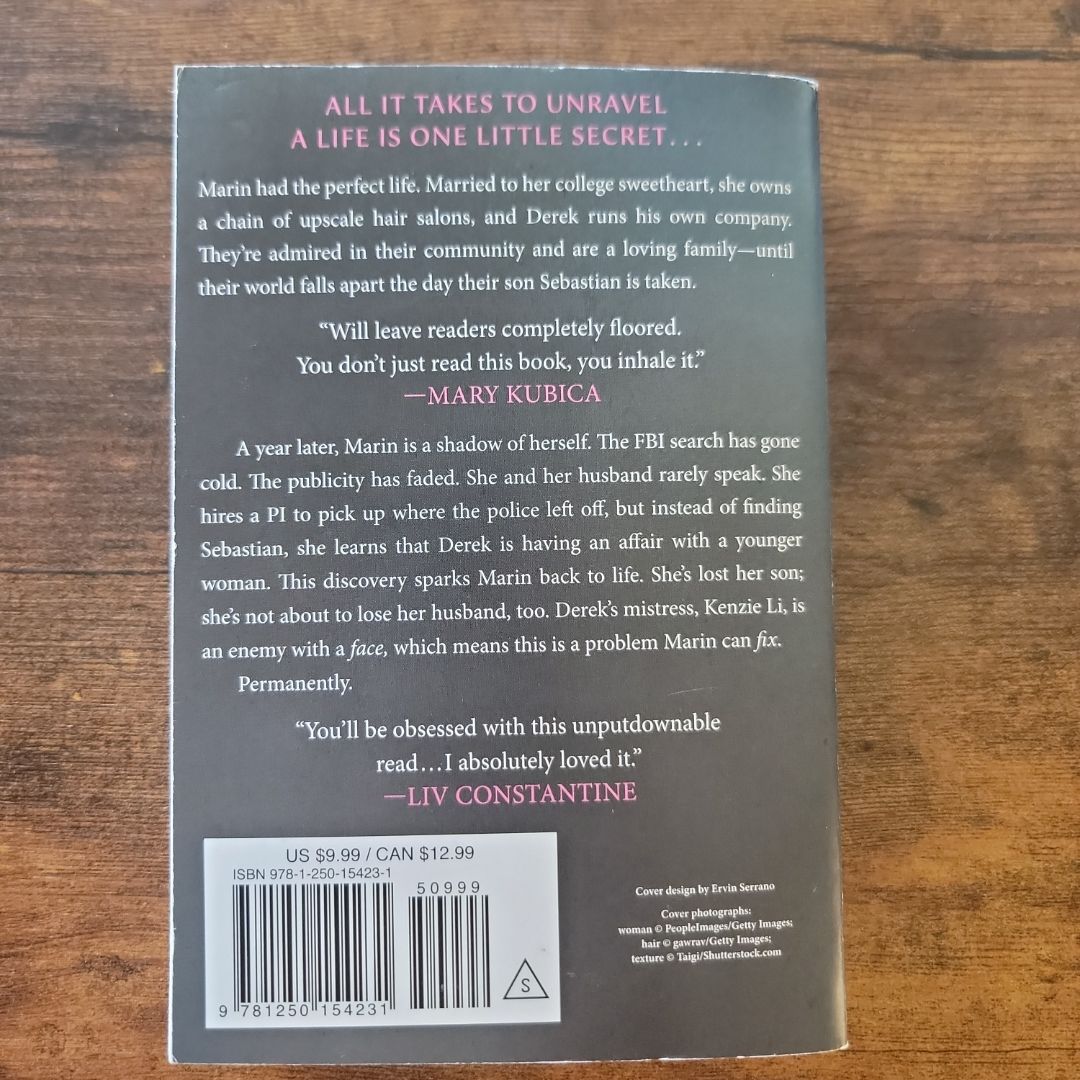 ALL IT TAKES TO UNRAVEL
A LIFE IS ONE LITTLE SECRET...
Marin had the perfect life. Married to her college sweetheart, she owns
a chain of upscale hair salons, and Derek runs his own company.
They’re admired in their community and are a loving family—until
their world falls apart the day their son Sebastian is taken.
“Will leave readers completely floored.
You don’t just read this book, you inhale it.”
—MARY KUBICA
A year later, Marin is a shadow of herself. The FBI search has gone
cold. The publicity has faded. She and her husband rarely speak. She
hires a PI to pick up where the police left off, but instead of finding
Sebastian, she learns that Derek is having an affair with a younger
woman. This discovery sparks Marin back to life. She’s lost her son;
she’s not about to lose her husband, too. Derek’s mistress, Kenzie Li, is
an enemy with a face, which means this is a problem Marin can fix.
Permanently.
“You’ll be obsessed with this unputdownable
read...I absolutely loved it.”
—LIV CONSTANTINE
US $9.99 / CAN $12.99
ISBN 978-1-250-15423-1
50999
9 781250 154231
S
Cover design by Ervin Serrano
Cover photographs:
woman © PeopleImages/Getty Images;
hair © gawrav/Getty Images;
texture © Taigi/Shutterstock.com